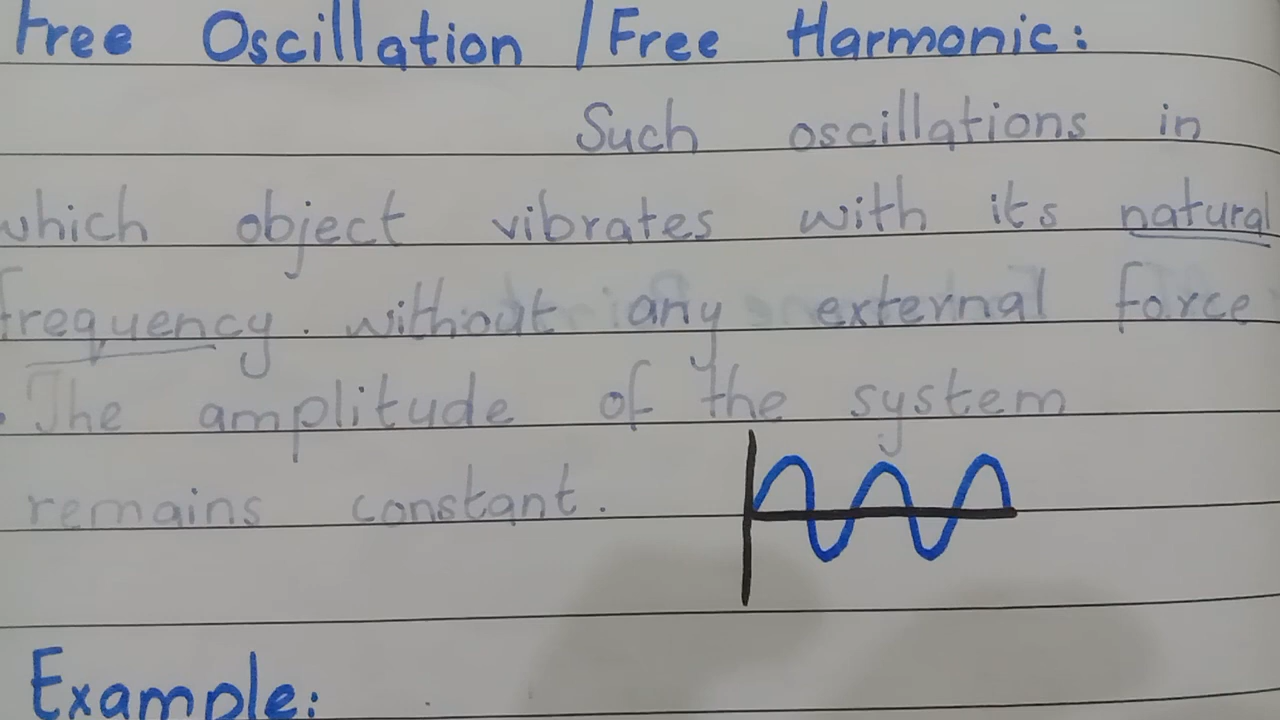 Free Oscillation / Free Harmonic:
Such oscillations in
which object vibrates with its natural
frequency. without any external force
. The amplitude of the system
remains constant.
Example: